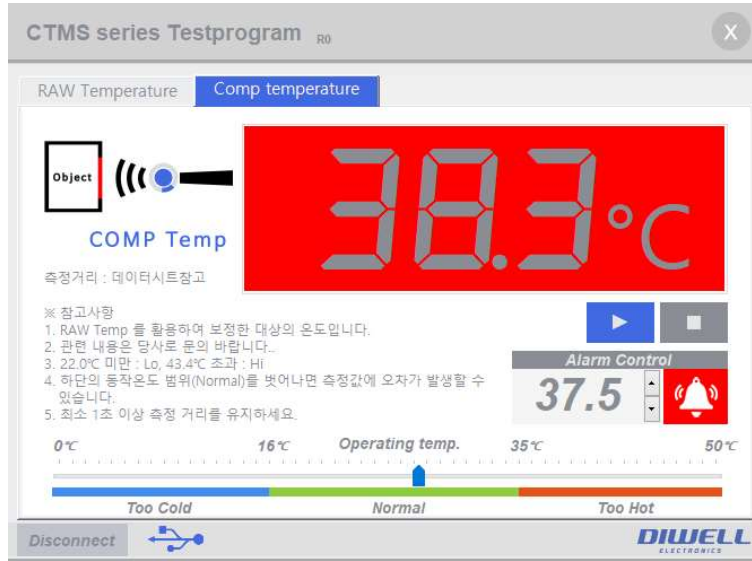 CTMS series Testprogram R0
X
RAW Temperature
Comp temperature
Object
38.3℃
COMP Temp
측정거리 : 데이터시트참고
※ 참고사항
1. RAW Temp 를 활용하여 보정한 대상의 온도입니다.
2. 관련 내용은 당사로 문의 바랍니다..
3. 22.0℃ 미만 : Lo, 43.4℃ 초과 : Hi
4. 하단의 동작온도 범위(Normal)를 벗어나면 측정값에 오차가 발생할 수
있습니다.
5. 최소 1초 이상 측정 거리를 유지하세요.
Alarm Control
37.5
0℃ 16℃ Operating temp. 35℃ 50℃
Too Cold Normal Too Hot
Disconnect
DIWELL
ELECTRONICS